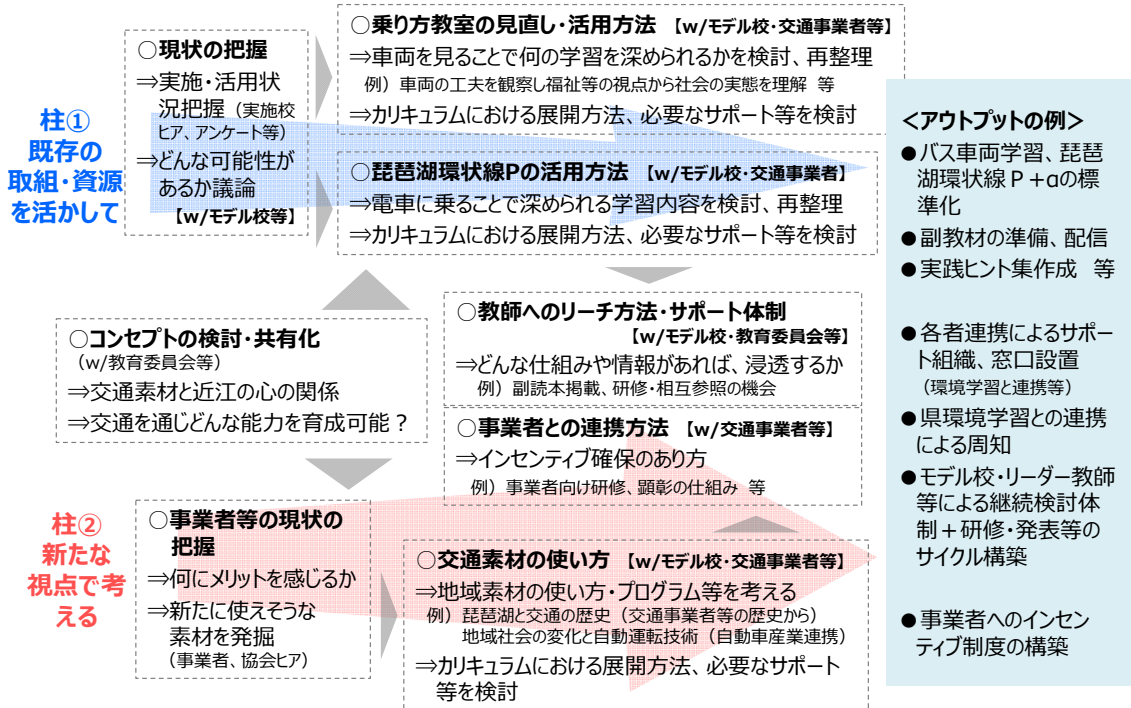 柱①
既存の
取組・資源
を活かして
○現状の把握
⇒実施・活用状
況把握（実施校
ヒア、アンケート等）
⇒どんな可能性が
あるか議論
【w/モデル校等】
○乗り方教室の見直し・活用方法 【w/モデル校・交通事業者等】
⇒車両を見ることで何の学習を深められるかを検討、再整理
例）車両の工夫を観察し福祉等の視点から社会の実態を理解 等
⇒カリキュラムにおける展開方法、必要なサポート等を検討
○琵琶湖環状線Pの活用方法 【w/モデル校・交通事業者】
⇒電車に乗ることで深められる学習内容を検討、再整理
⇒カリキュラムにおける展開方法、必要なサポート等を検討
○コンセプトの検討・共有化
（w/教育委員会等）
⇒交通素材と近江の心の関係
⇒交通を通じどんな能力を育成可能？
○教師へのリーチ方法・サポート体制
【w/モデル校・教育委員会等】
⇒どんな仕組みや情報があれば、浸透するか
例）副読本掲載、研修・相互参照の機会
○事業者との連携方法 【w/交通事業者等】
⇒インセンティブ確保のあり方
例）事業者向け研修、顕彰の仕組み 等
柱②
新たな
視点で考
える
○事業者等の現状の
把握
⇒何にメリットを感じるか
⇒新たに使えそうな
素材を発掘
（事業者、協会ヒア）
○交通素材の使い方 【w/モデル校・交通事業者等】
⇒地域素材の使い方・プログラム等を考える
例）琵琶湖と交通の歴史（交通事業者等の歴史から）
地域社会の変化と自動運転技術（自動車産業連携）
⇒カリキュラムにおける展開方法、必要なサポート
等を検討
＜アウトプットの例＞
●バス車両学習、琵琶
湖環状線Ｐ+αの標
準化
●副教材の準備、配信
●実践ヒント集作成 等
●各者連携によるサポー
ト組織、窓口設置
（環境学習と連携等）
●県環境学習との連携
による周知
●モデル校・リーダー教師
等による継続検討体
制＋研修・発表等の
サイクル構築
●事業者へのインセン
ティブ制度の構築